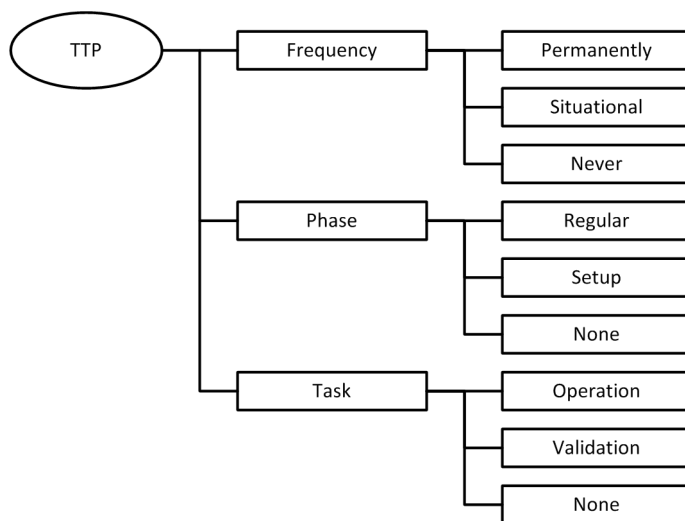 TTP
Frequency
Permanently
Situational
Never
Phase
Regular
Setup
None
Task
Operation
Validation
None